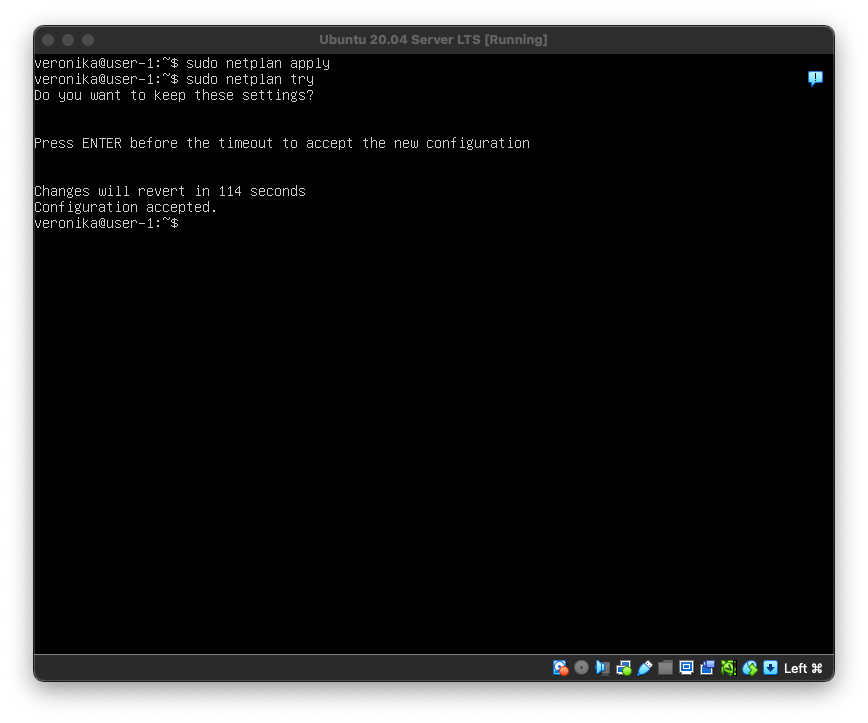 Ubuntu 20.04 Server LTS [Running]
veronika@user-1:~$ sudo netplan apply
veronika@user-1:~$ sudo netplan try
Do you want to keep these settings?
Press ENTER before the timeout to accept the new configuration
Changes will revert in 114 seconds
Configuration accepted.
veronika@user-1:~$
Left ⌘